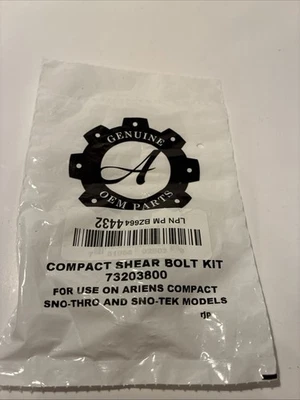 GENUINE
A
OEM PARTS
LPN PM BZ664 4432
COMPACT SHEAR BOLT KIT
73203800
FOR USE ON ARIENS COMPACT
SNO-THRO AND SNO-TEK MODELS
rjp